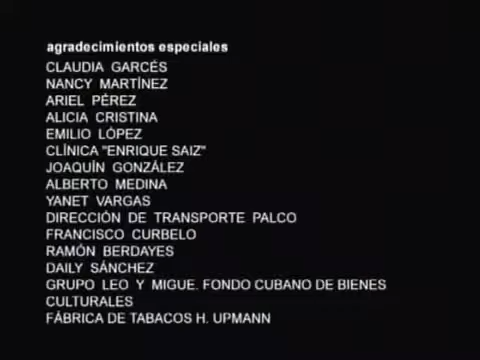 agradecimientos especiales
CLAUDIA GARCÉS
NANCY MARTÍNEZ
ARIEL PÉREZ
ALICIA CRISTINA
EMILIO LÓPEZ
CLÍNICA "ENRIQUE SAIZ"
JOAQUÍN GONZÁLEZ
ALBERTO MEDINA
YANET VARGAS
DIRECCIÓN DE TRANSPORTE PALCO
FRANCISCO CURBELO
RAMÓN BERDAYES
DAILY SÁNCHEZ
GRUPO LEO Y MIGUE. FONDO CUBANO DE BIENES
CULTURALES
FÁBRICA DE TABACOS H. UPMANN